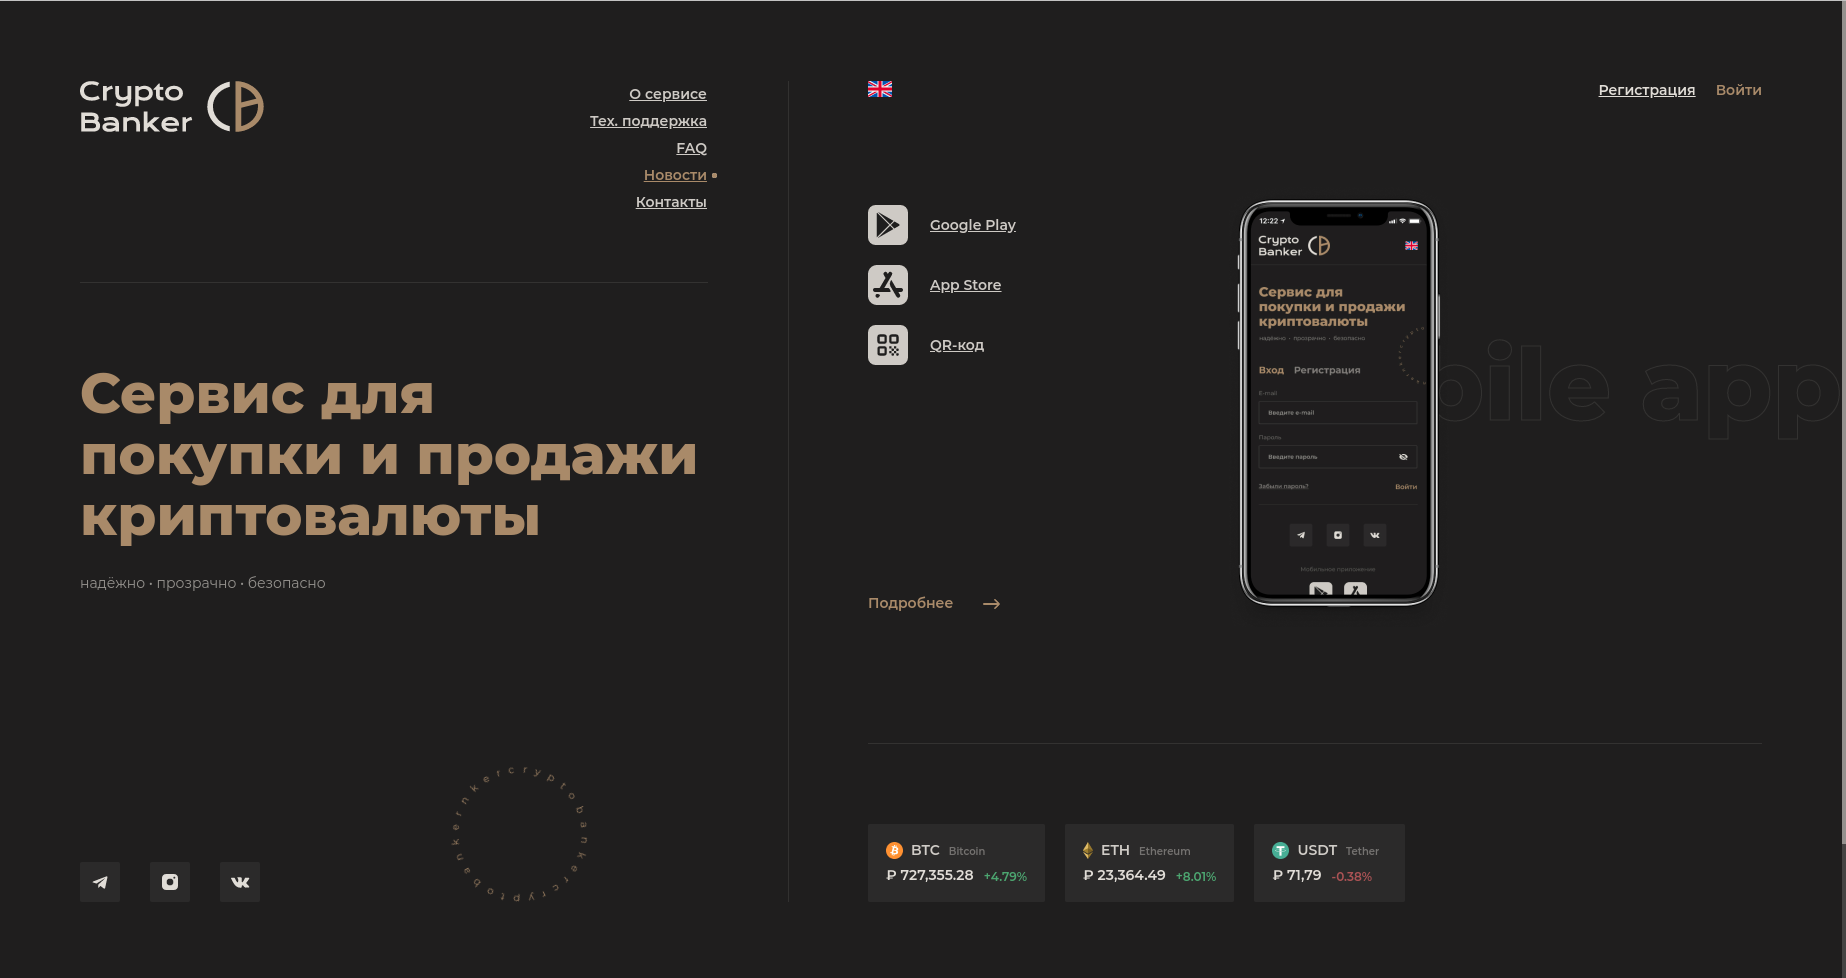 Crypto
Banker
О сервисе
Тех. поддержка
FAQ
Новости
Контакты
Сервис для
покупки и продажи
криптовалюты
надёжно • прозрачно • безопасно
cryptobankercryptobankernker
Регистрация Войти
Google Play
App Store
QR-код
Подробнее
bile app
12:22
Crypto
Banker
Сервис для
покупки и продажи
криптовалюты
надёжно • прозрачно • безопасно
Вход Регистрация
E-mail
Введите e-mail
Пароль
Введите пароль
Забыли пароль? Войти
Мобильное приложение
BTC Bitcoin
₽ 727,355.28 +4.79%
ETH Ethereum
₽ 23,364.49 +8.01%
USDT Tether
₽ 71,79 -0.38%